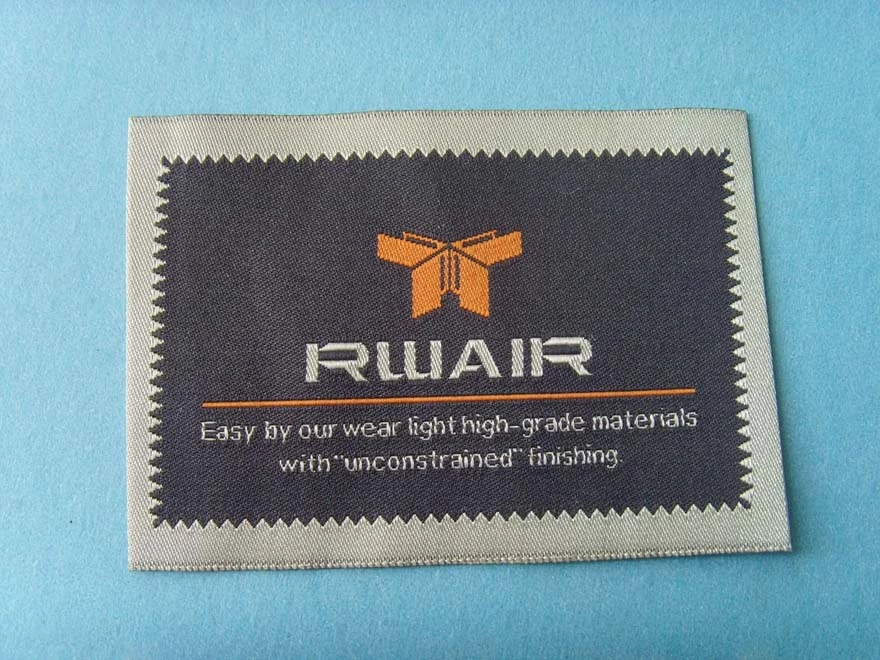 RWAIR
Easy by our wear light high-grade materials
with "unconstrained" finishing.